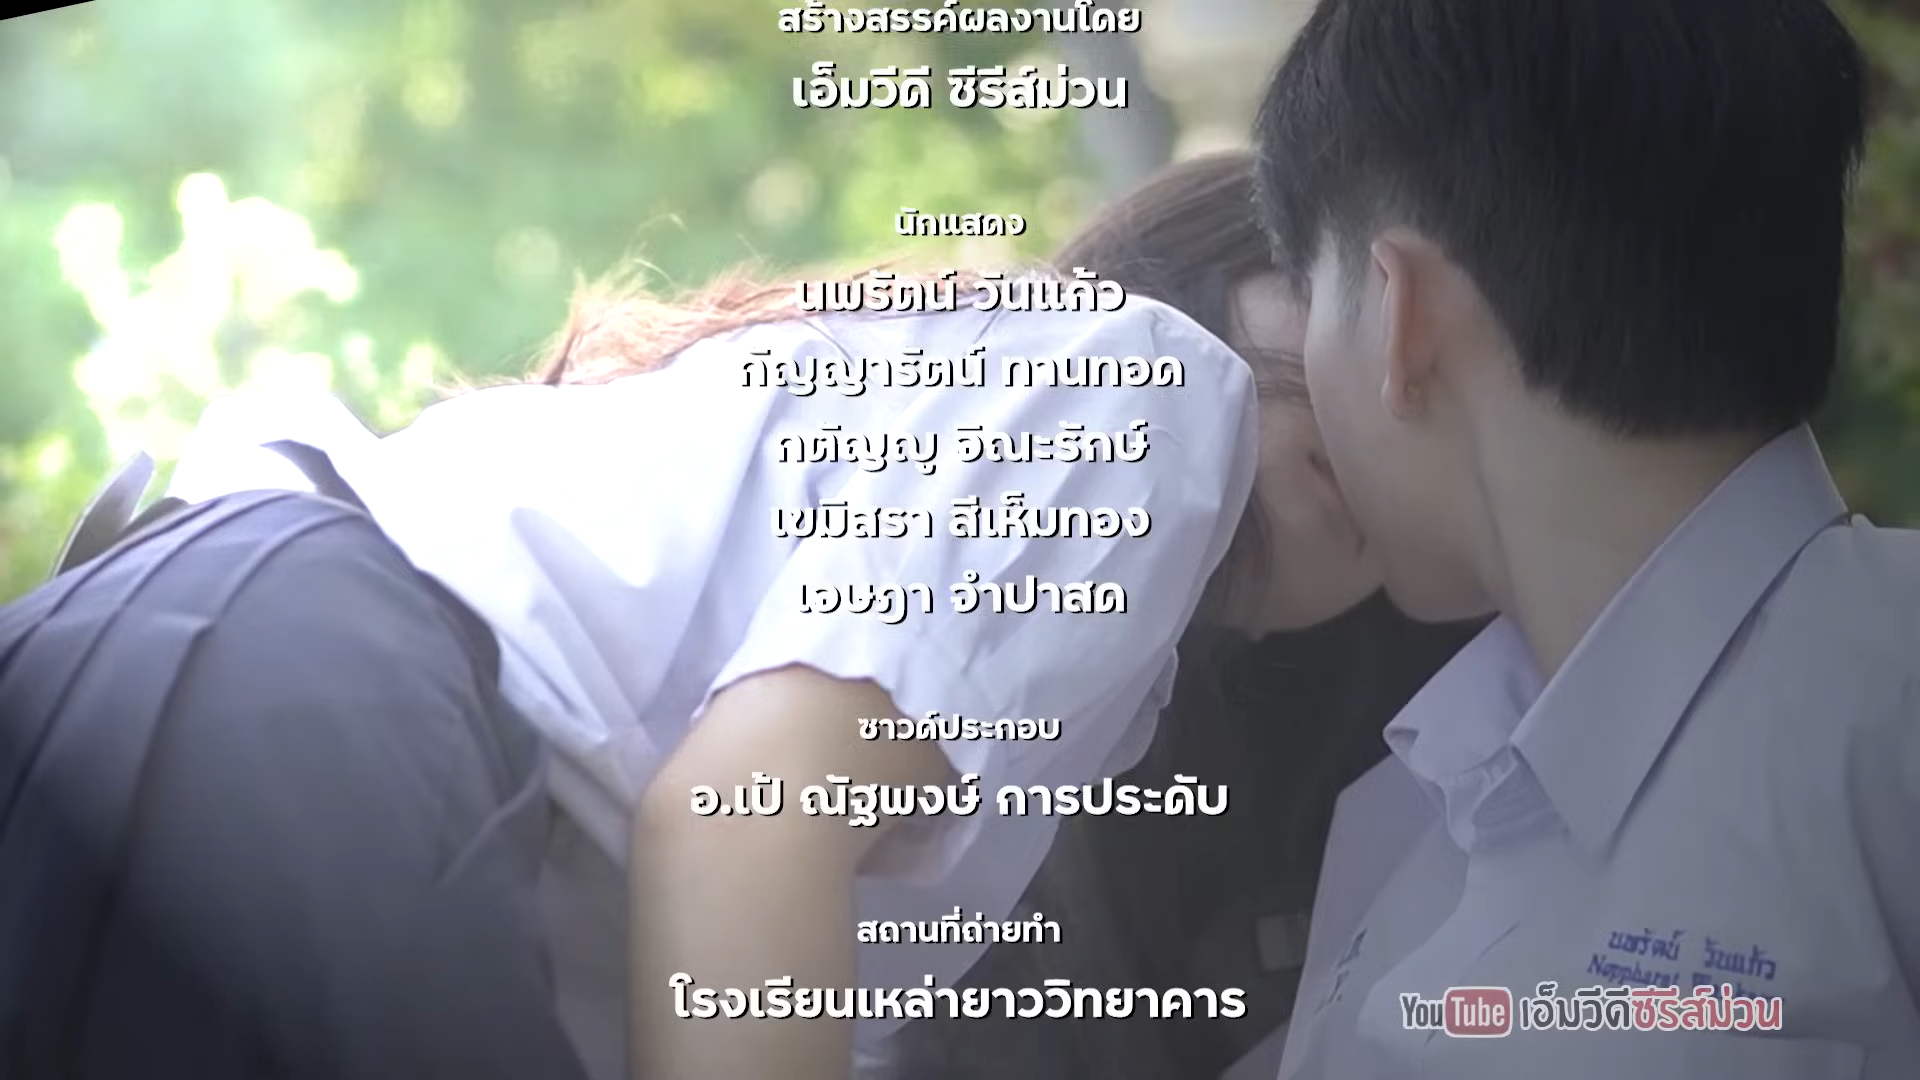 สร้างสรรค์ผลงานโดย
เอ็มวีดี ซีรีส์ม่วน
นักแสดง
นพรัตน์ วันแก้ว
กัญญารัตน์ ทานทอด
กตัญญู จิณะรักษ์
เขมิสรา สีเห็มทอง
เจษฎา จำปาสด
ซาวด์ประกอบ
อ.เป้ ณัฐพงษ์ การประดับ
สถานที่ถ่ายทำ
โรงเรียนเหล่ายาววิทยาคาร
นพรัตน์ วันแก้ว
Noppharat
YouTube เอ็มวีดีซีรีส์ม่วน